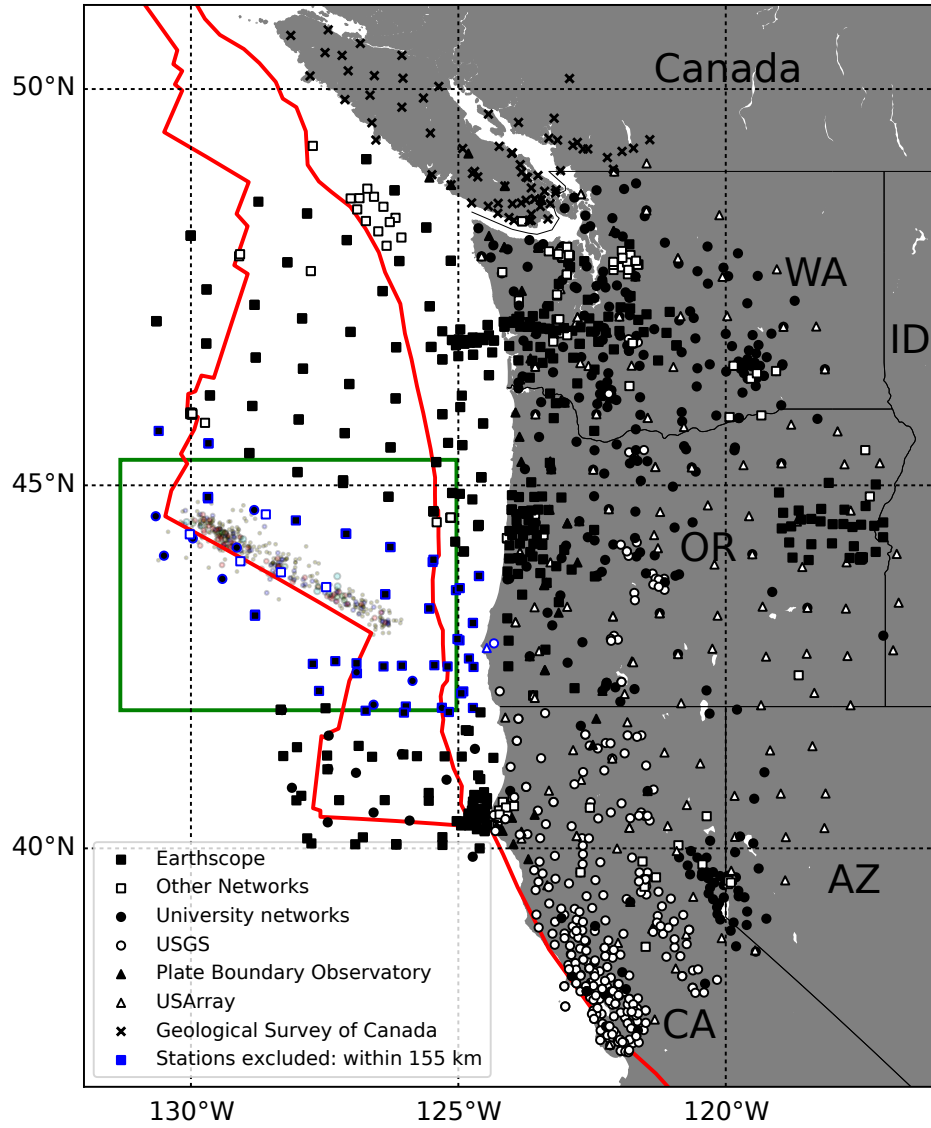 Canada
50°N
WA
ID
45°N
OR
40°N
AZ
CA
Earthscope
Other Networks
University networks
USGS
Plate Boundary Observatory
USArray
Geological Survey of Canada
Stations excluded: within 155 km
130°W
125°W
120°W